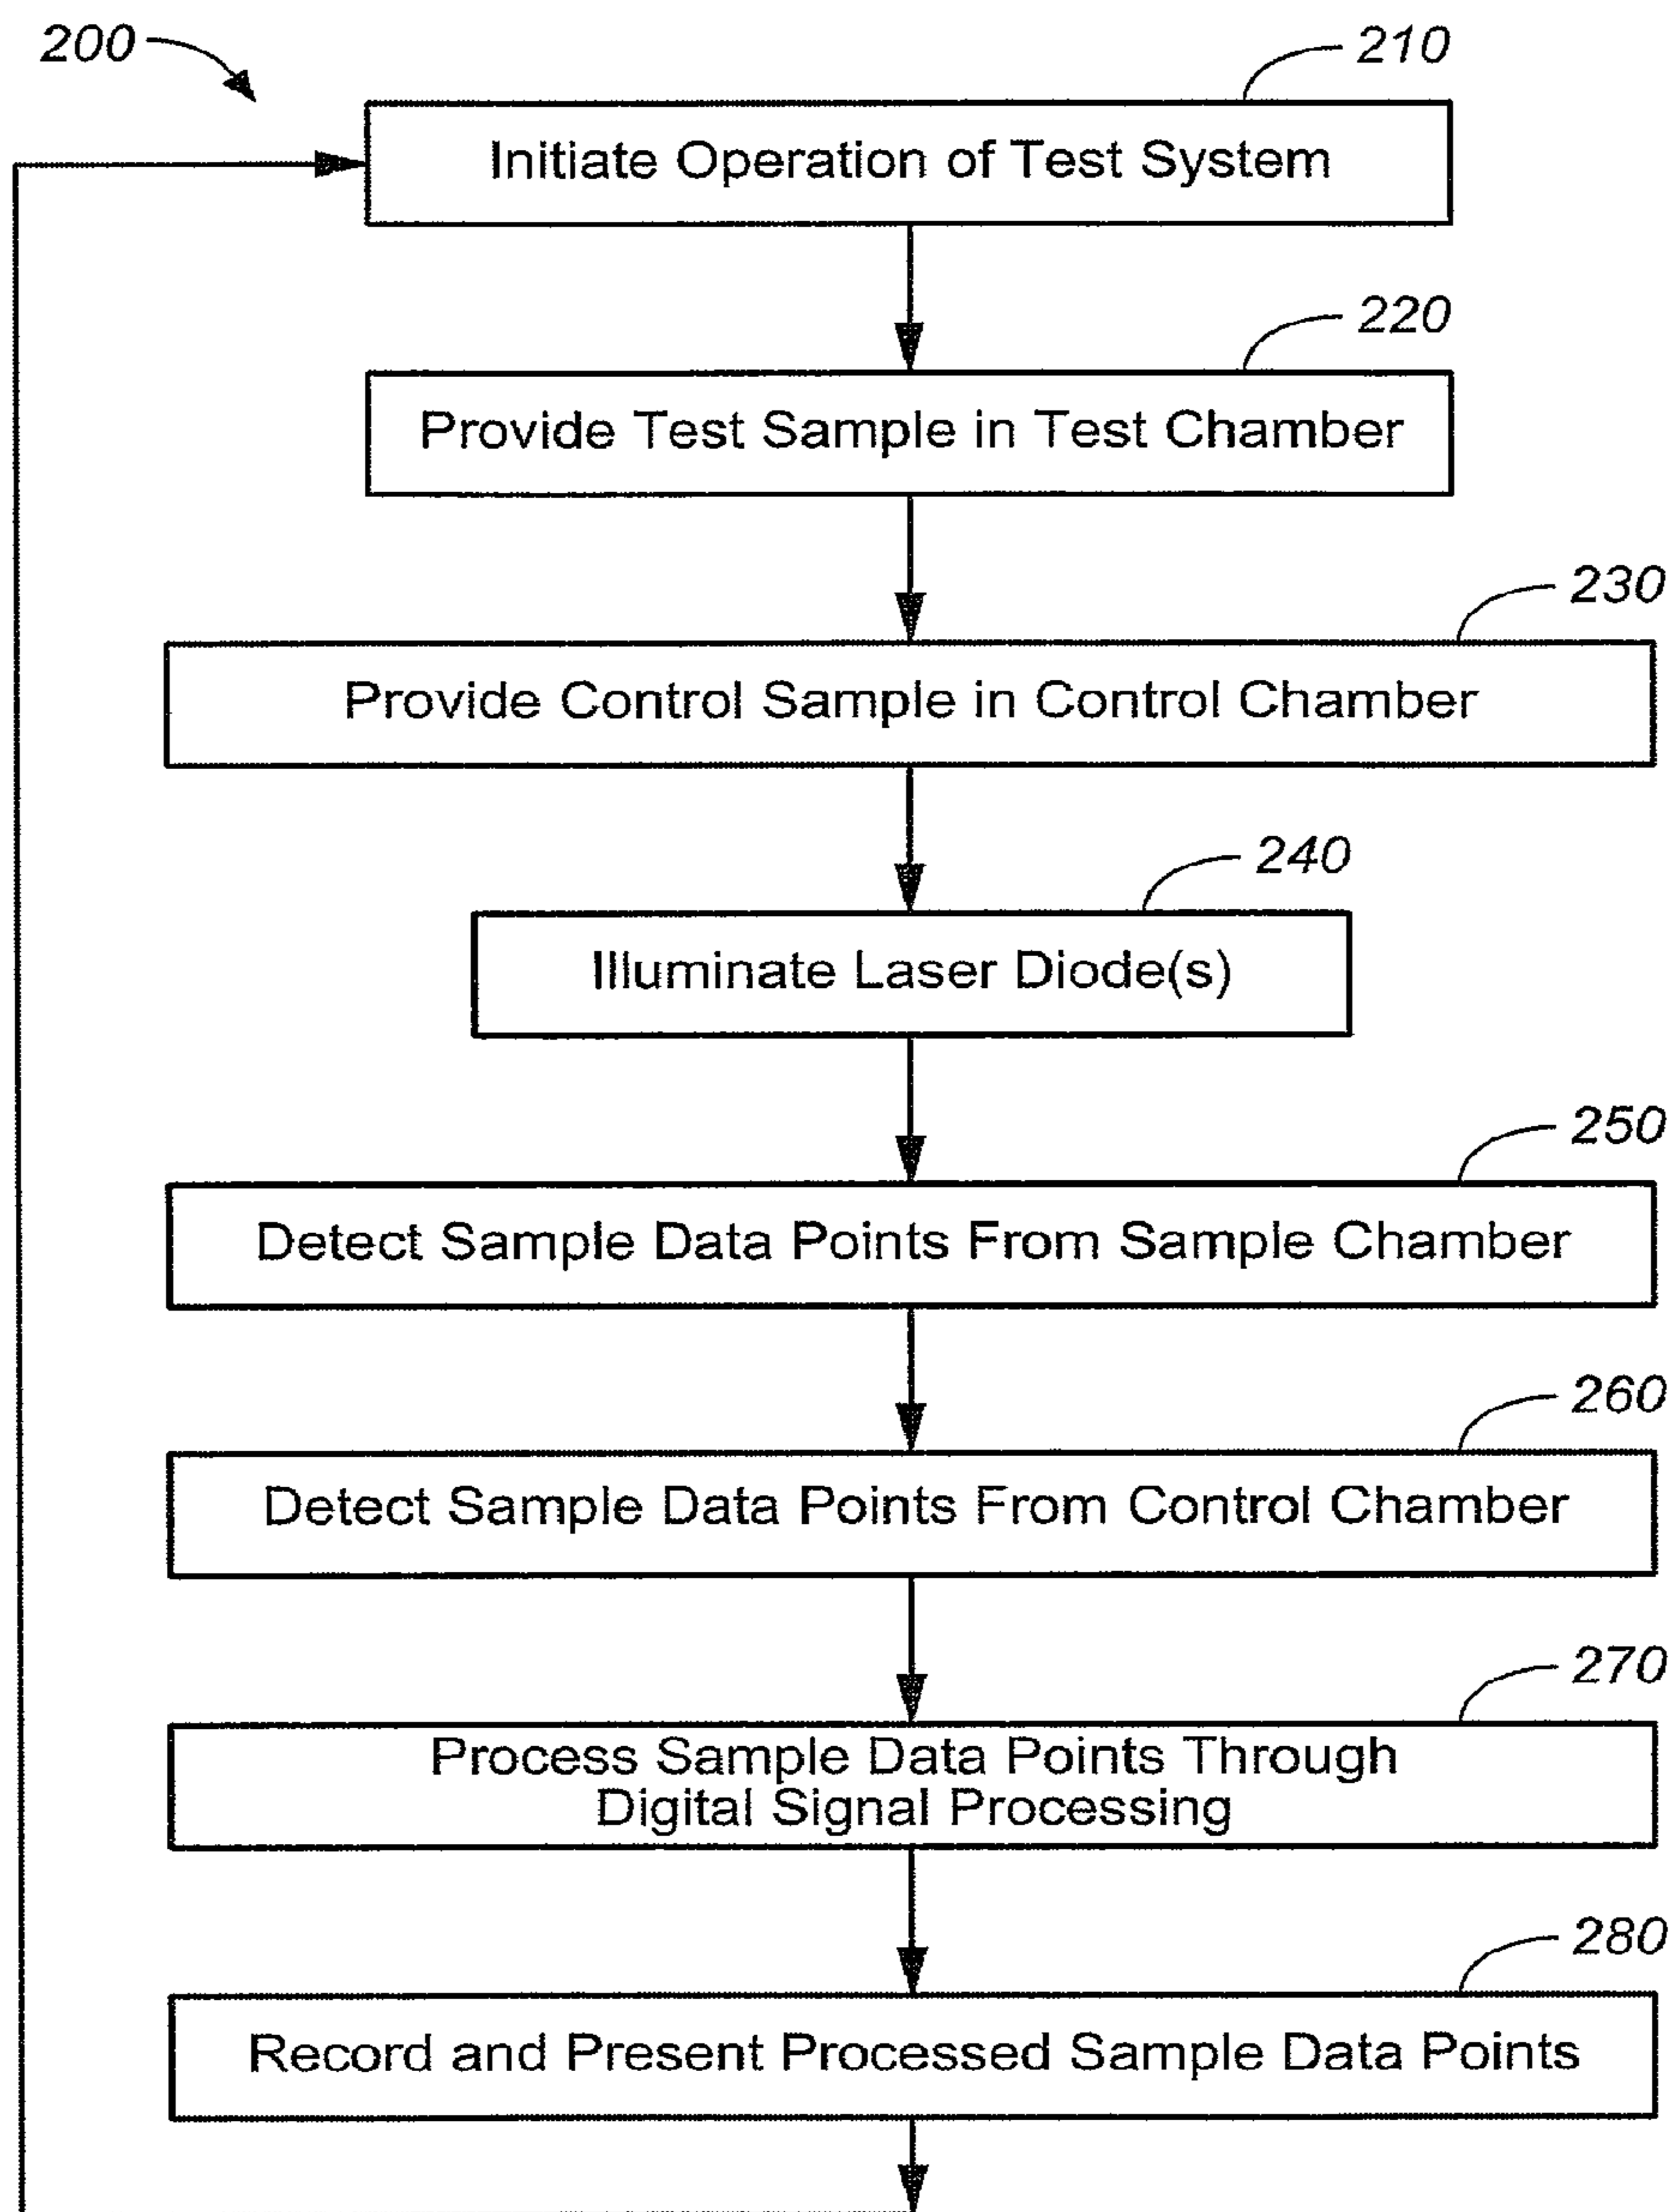 200
210
Initiate Operation of Test System
220
Provide Test Sample in Test Chamber
230
Provide Control Sample in Control Chamber
240
Illuminate Laser Diode(s)
250
Detect Sample Data Points From Sample Chamber
260
Detect Sample Data Points From Control Chamber
270
Process Sample Data Points Through
Digital Signal Processing
280
Record and Present Processed Sample Data Points